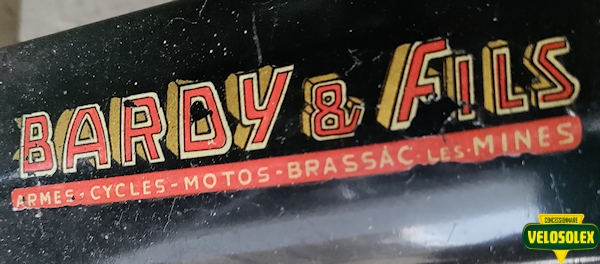 BARDY & FILS
ARMES-CYCLES-MOTOS-BRASSAC-LES-MINES
CONCESSIONNAIRE
VELOSOLEX